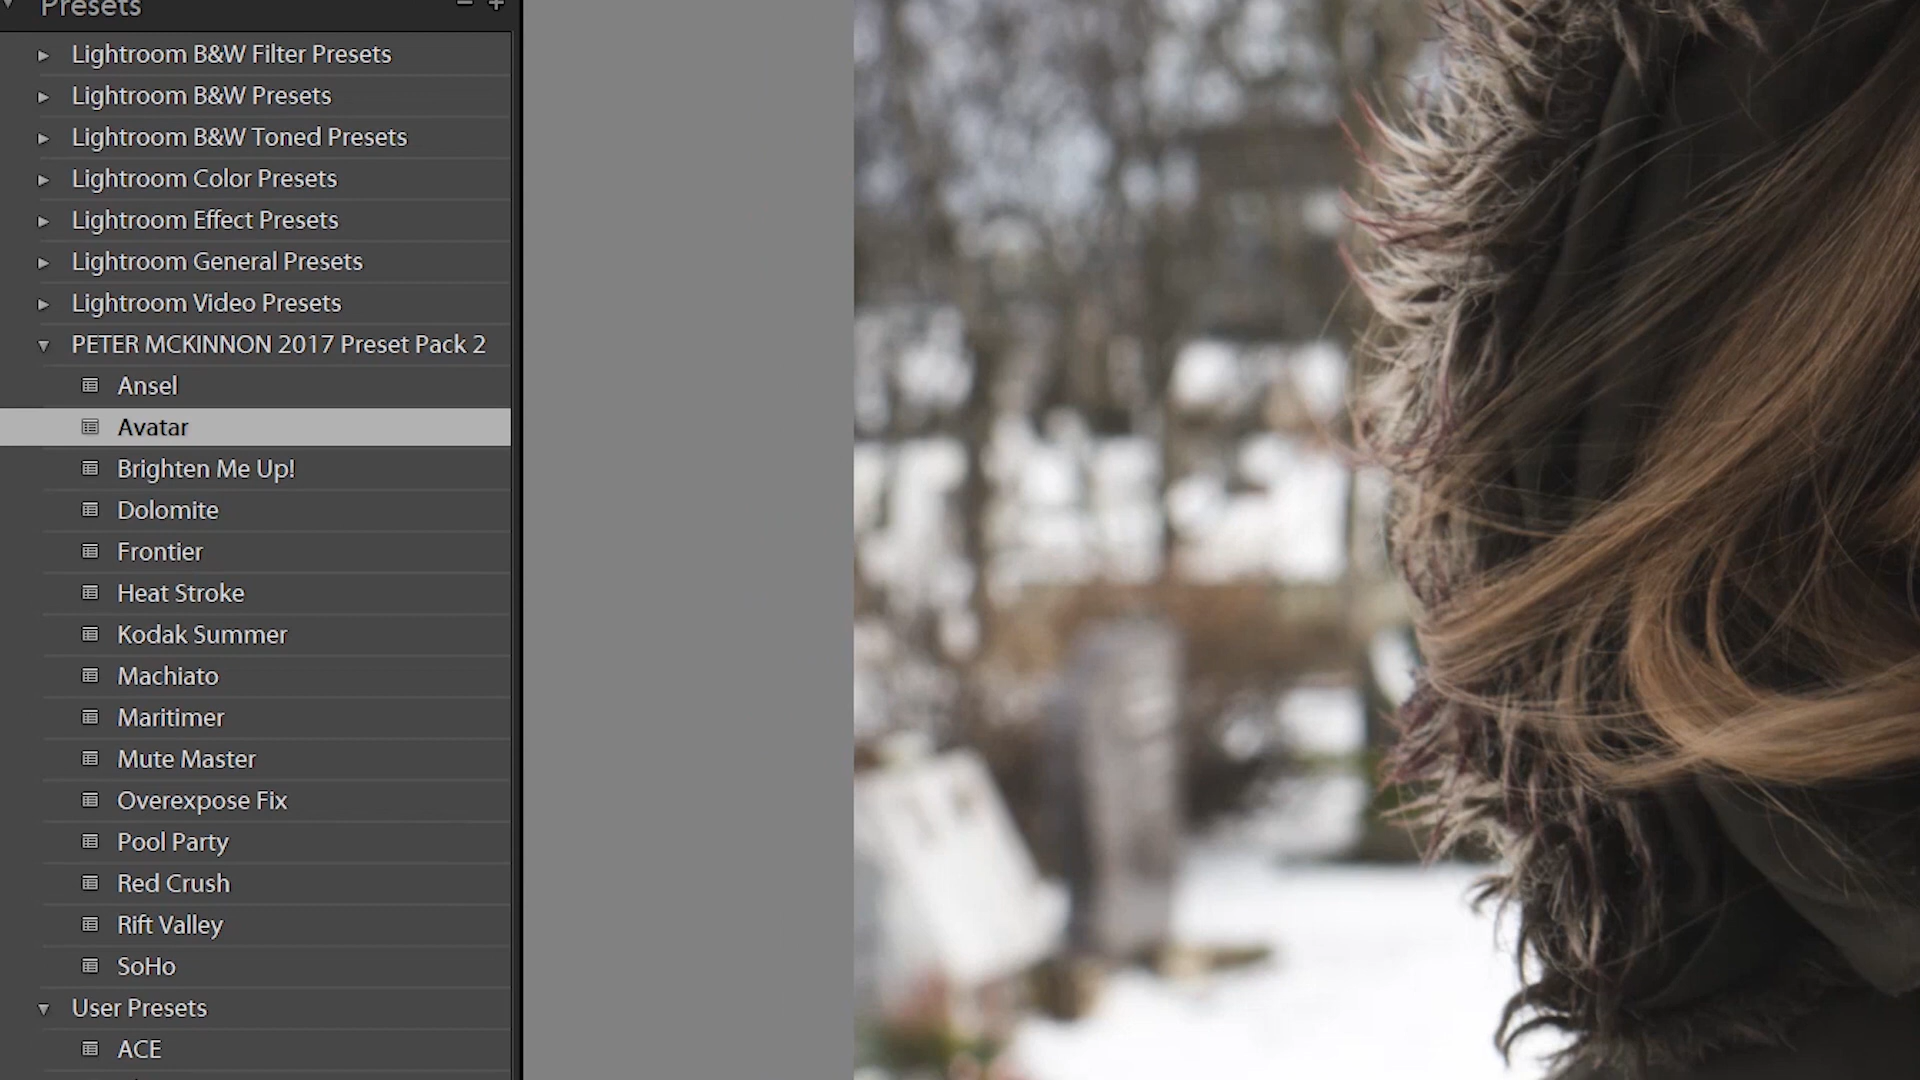 Presets
Lightroom B&W Filter Presets
Lightroom B&W Presets
Lightroom B&W Toned Presets
Lightroom Color Presets
Lightroom Effect Presets
Lightroom General Presets
Lightroom Video Presets
PETER MCKINNON 2017 Preset Pack 2
Ansel
Avatar
Brighten Me Up!
Dolomite
Frontier
Heat Stroke
Kodak Summer
Machiato
Maritimer
Mute Master
Overexpose Fix
Pool Party
Red Crush
Rift Valley
SoHo
User Presets
ACE